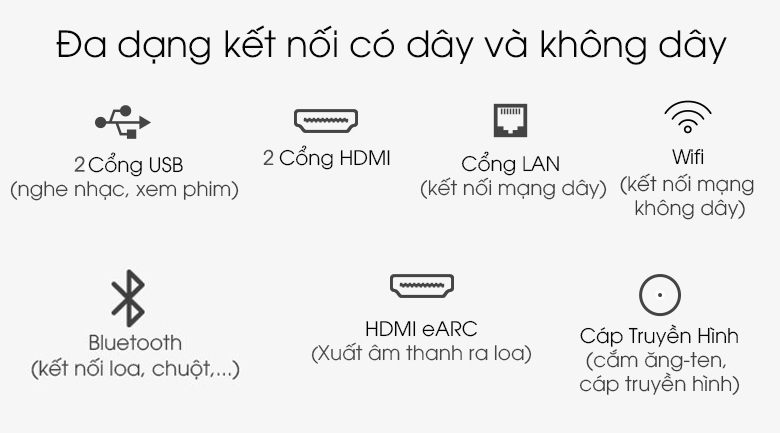 Đa dạng kết nối có dây và không dây
2 Cổng USB
(nghe nhạc, xem phim)
2 Cổng HDMI
Cổng LAN
(kết nối mạng dây)
Wifi
(kết nối mạng
không dây)
Bluetooth
(kết nối loa, chuột,...)
HDMI eARC
(Xuất âm thanh ra loa)
Cáp Truyền Hình
(cắm ăng-ten,
cáp truyền hình)